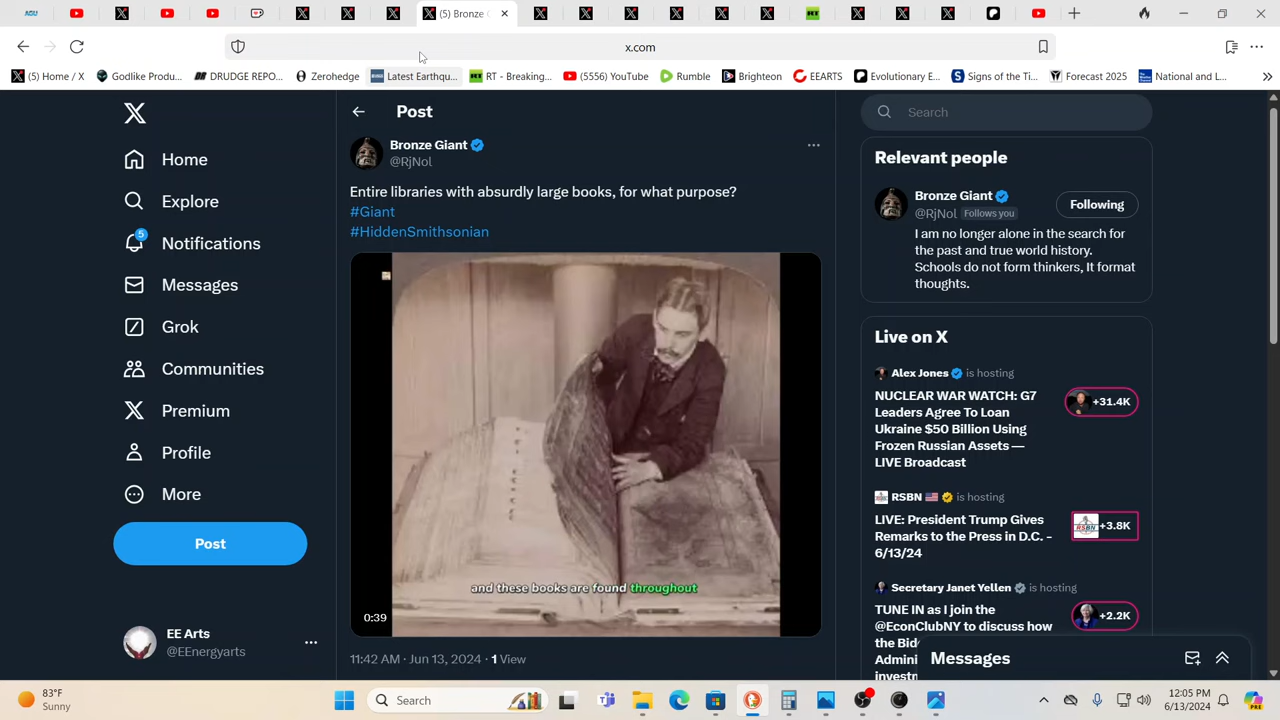 (5) Bronze G
x.com
(5) Home / X
Godlike Produ...
DRUDGE REPO...
Zerohedge
Latest Earthqu...
RT - Breaking...
(5556) YouTube
Rumble
Brighteon
EEARTS
Evolutionary E...
Signs of the Ti...
Forecast 2025
National and L...
Home
Explore
5
Notifications
Messages
Grok
Communities
Premium
Profile
More
Post
EE Arts
@EEnergyarts
Post
Bronze Giant
@RjNol
Entire libraries with absurdly large books, for what purpose?
#Giant
#HiddenSmithsonian
and these books are found throughout
0:39
11:42 AM · Jun 13, 2024 · 1 View
Search
Relevant people
Bronze Giant
@RjNol Follows you
Following
I am no longer alone in the search for
the past and true world history.
Schools do not form thinkers, It format
thoughts.
Live on X
Alex Jones is hosting
NUCLEAR WAR WATCH: G7
Leaders Agree To Loan
Ukraine $50 Billion Using
Frozen Russian Assets —
LIVE Broadcast
+31.4K
RSBN is hosting
LIVE: President Trump Gives
Remarks to the Press in D.C. -
6/13/24
+3.8K
Secretary Janet Yellen is hosting
TUNE IN as I join the
@EconClubNY to discuss how
the Bid
Admini
investm
+2.2K
Messages
83°F
Sunny
Search
12:05 PM
6/13/2024